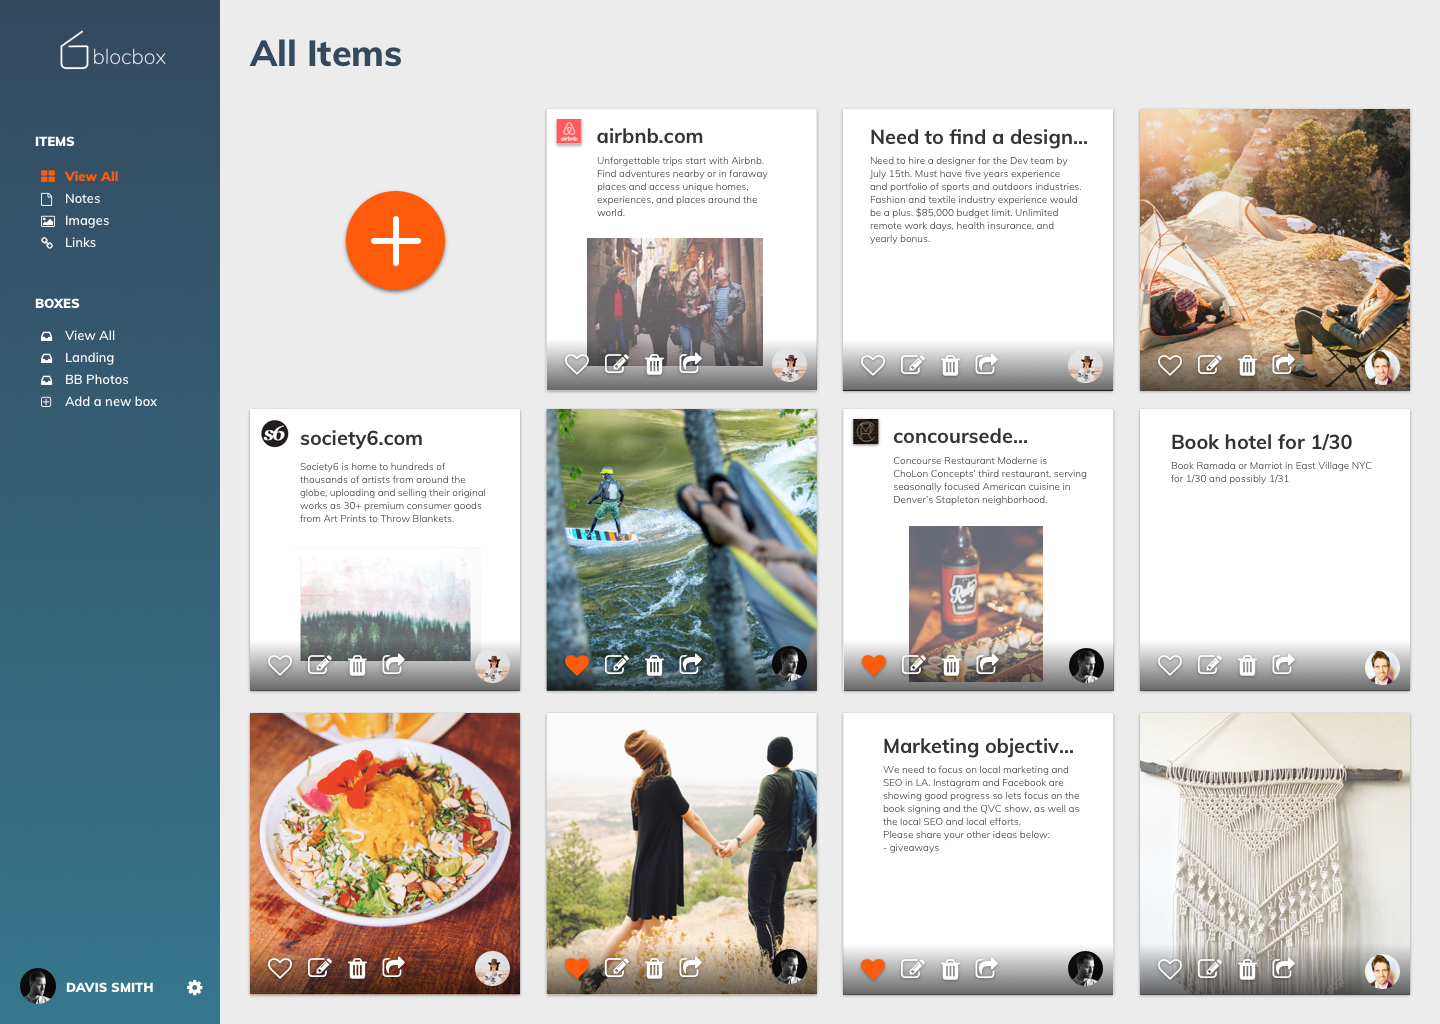 blocbox
All Items
ITEMS
View All
Notes
Images
Links
BOXES
View All
Landing
BB Photos
Add a new box
DAVIS SMITH
airbnb
airbnb.com
Unforgettable trips start with Airbnb.
Find adventures nearby or in faraway
places and access unique homes,
experiences, and places around the
world.
Need to find a design...
Need to hire a designer for the Dev team by
July 15th. Must have five years experience
and portfolio of sports and outdoors industries.
Fashion and textile industry experience would
be a plus. $85,000 budget limit. Unlimited
remote work days, health insurance, and
yearly bonus.
s6
society6.com
Society6 is home to hundreds of
thousands of artists from around the
globe, uploading and selling their original
works as 30+ premium consumer goods
from Art Prints to Throw Blankets.
concoursede...
Concourse Restaurant Moderne is
ChoLon Concepts' third restaurant, serving
seasonally focused American cuisine in
Denver's Stapleton neighborhood.
Book hotel for 1/30
Book Ramada or Marriot in East Village NYC
for 1/30 and possibly 1/31
Marketing objectiv...
We need to focus on local marketing and
SEO in LA. Instagram and Facebook are
showing good progress so lets focus on the
book signing and the QVC show, as well as
the local SEO and local efforts.
Please share your other ideas below:
- giveaways